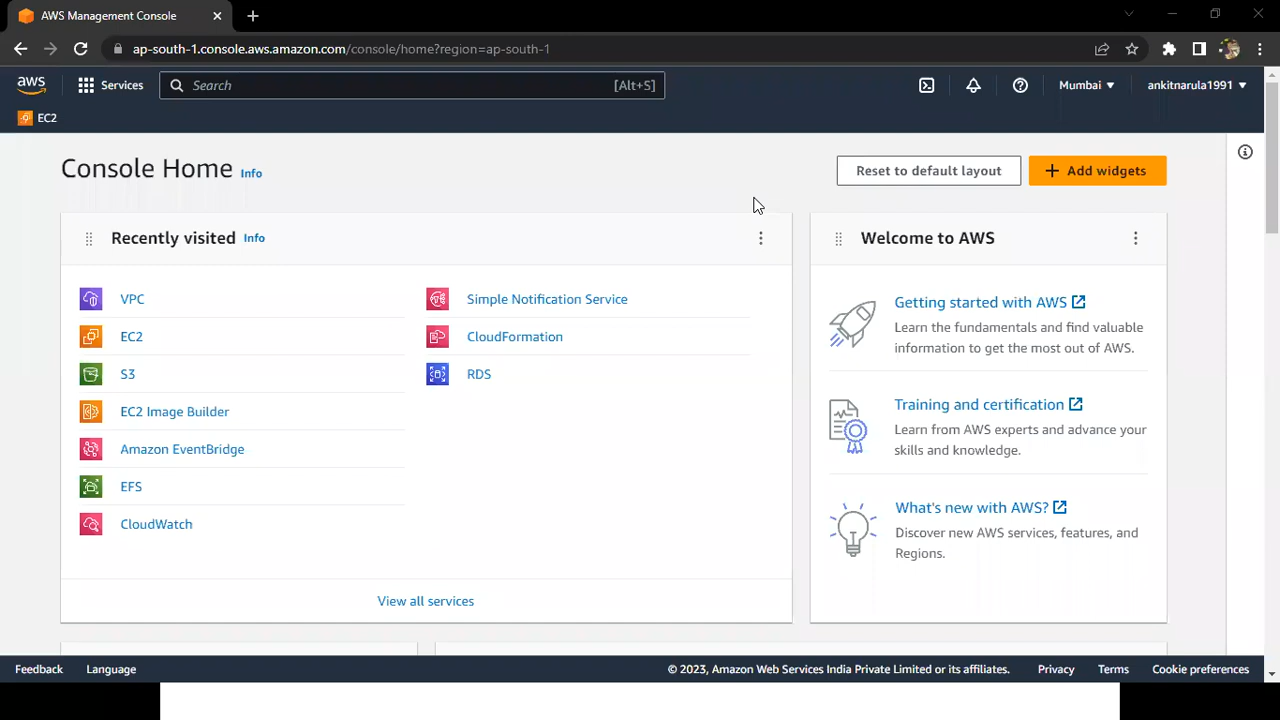 AWS Management Console
ap-south-1.console.aws.amazon.com/console/home?region=ap-south-1
aws
Services
Search
[Alt+S]
Mumbai
ankitnarula1991
EC2
Console Home Info
Reset to default layout
Add widgets
Recently visited Info
VPC
EC2
S3
EC2 Image Builder
Amazon EventBridge
EFS
CloudWatch
Simple Notification Service
CloudFormation
RDS
View all services
Welcome to AWS
Getting started with AWS
Learn the fundamentals and find valuable
information to get the most out of AWS.
Training and certification
Learn from AWS experts and advance your
skills and knowledge.
What's new with AWS?
Discover new AWS services, features, and
Regions.
Feedback
Language
© 2023, Amazon Web Services India Private Limited or its affiliates.
Privacy
Terms
Cookie preferences